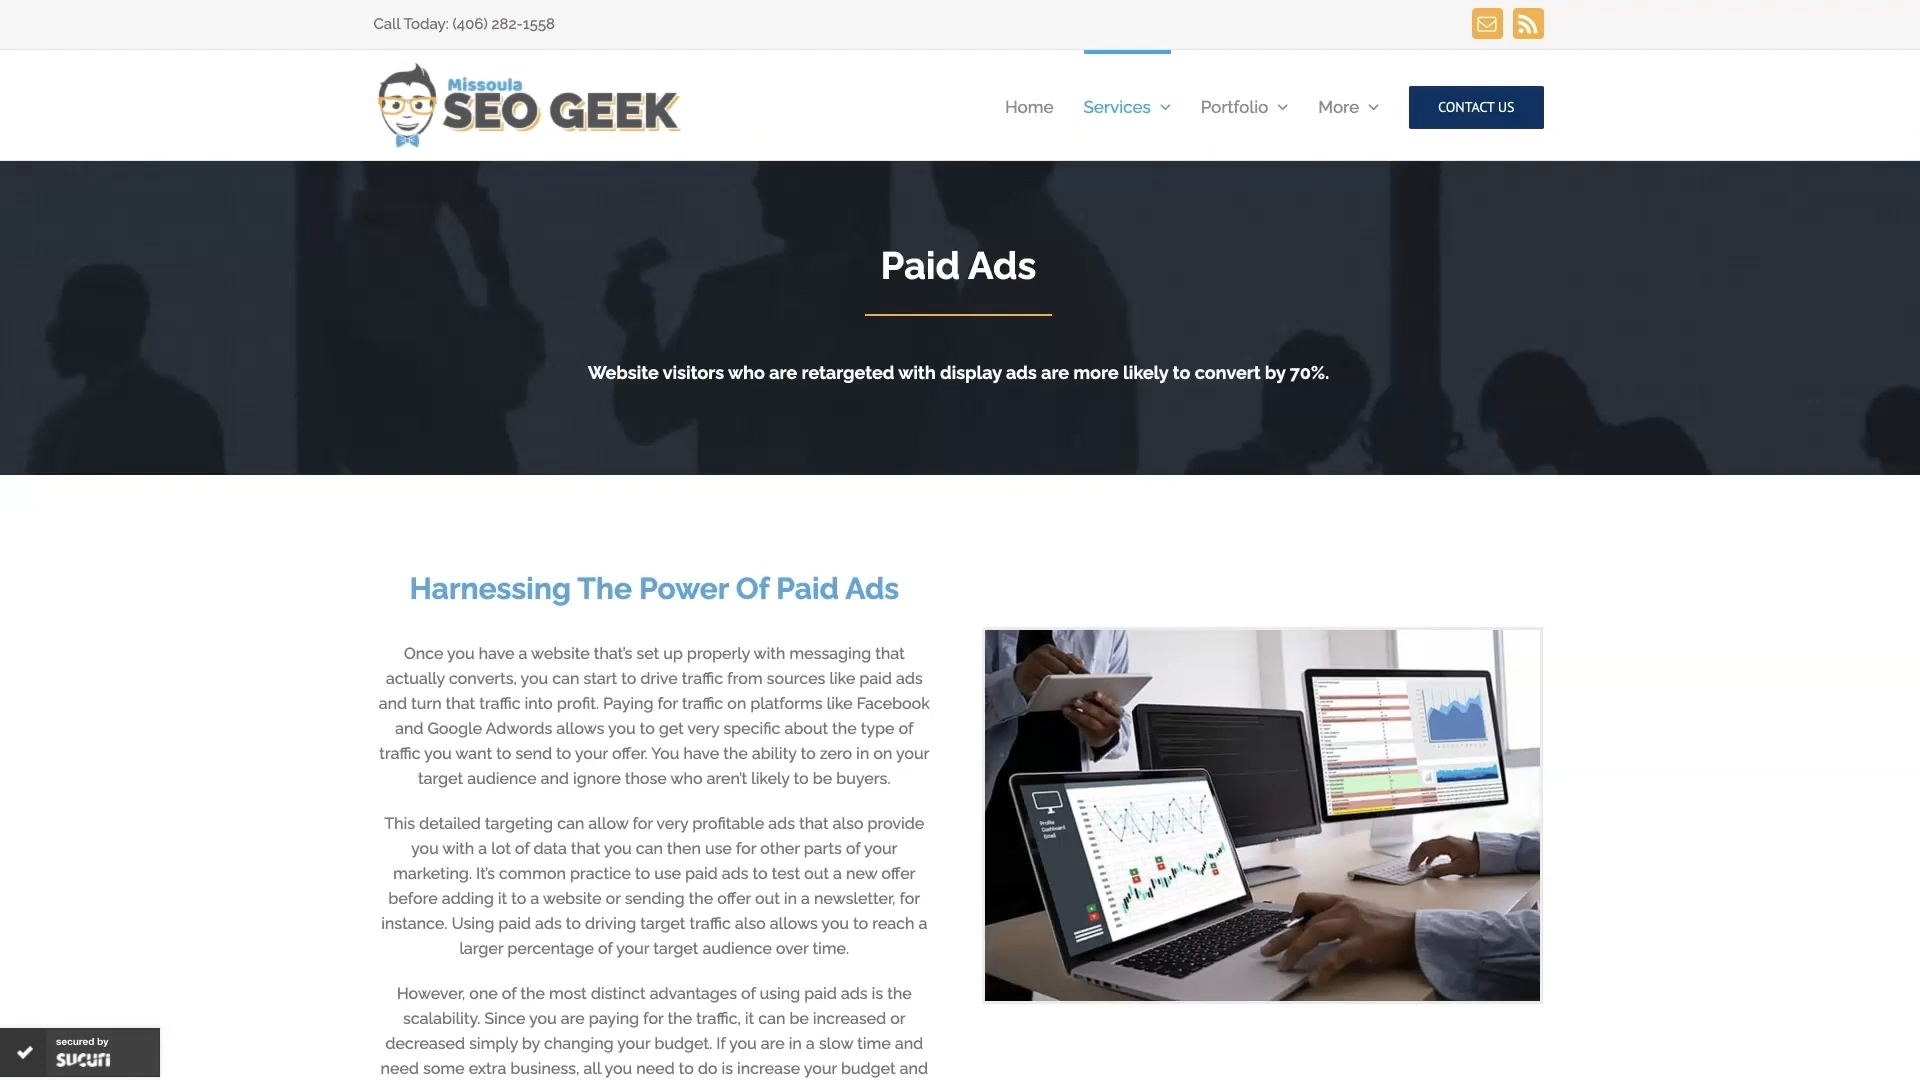 Call Today: (406) 282-1558
Missoula
SEO GEEK
Home
Services
Portfolio
More
CONTACT US
Paid Ads
Website visitors who are retargeted with display ads are more likely to convert by 70%.
Harnessing The Power Of Paid Ads
Once you have a website that's set up properly with messaging that
actually converts, you can start to drive traffic from sources like paid ads
and turn that traffic into profit. Paying for traffic on platforms like Facebook
and Google Adwords allows you to get very specific about the type of
traffic you want to send to your offer. You have the ability to zero in on your
target audience and ignore those who aren't likely to be buyers.
This detailed targeting can allow for very profitable ads that also provide
you with a lot of data that you can then use for other parts of your
marketing. It's common practice to use paid ads to test out a new offer
before adding it to a website or sending the offer out in a newsletter, for
instance. Using paid ads to driving target traffic also allows you to reach a
larger percentage of your target audience over time.
However, one of the most distinct advantages of using paid ads is the
scalability. Since you are paying for the traffic, it can be increased or
decreased simply by changing your budget. If you are in a slow time and
need some extra business, all you need to do is increase your budget and
Profile
Dashboard
Email
secured by
sucuri